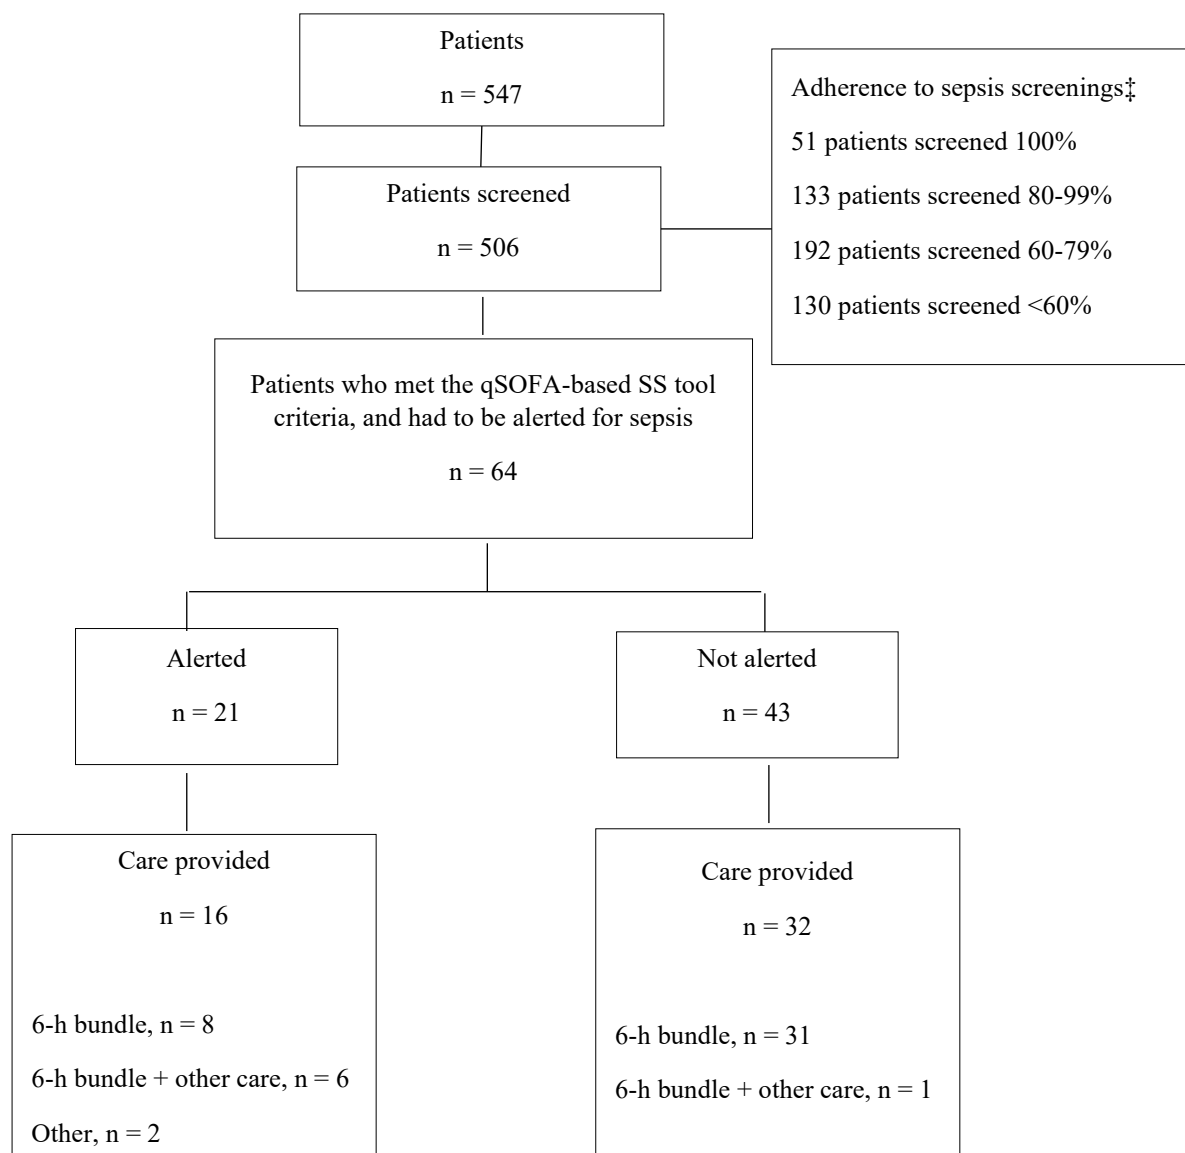 Patients
n = 547
Adherence to sepsis screenings‡
51 patients screened 100%
133 patients screened 80-99%
192 patients screened 60-79%
130 patients screened <60%
Patients screened
n = 506
Patients who met the qSOFA-based SS tool
criteria, and had to be alerted for sepsis
n = 64
Alerted
n = 21
Not alerted
n = 43
Care provided
n = 16
6-h bundle, n = 8
6-h bundle + other care, n = 6
Other, n = 2
Care provided
n = 32
6-h bundle, n = 31
6-h bundle + other care, n = 1